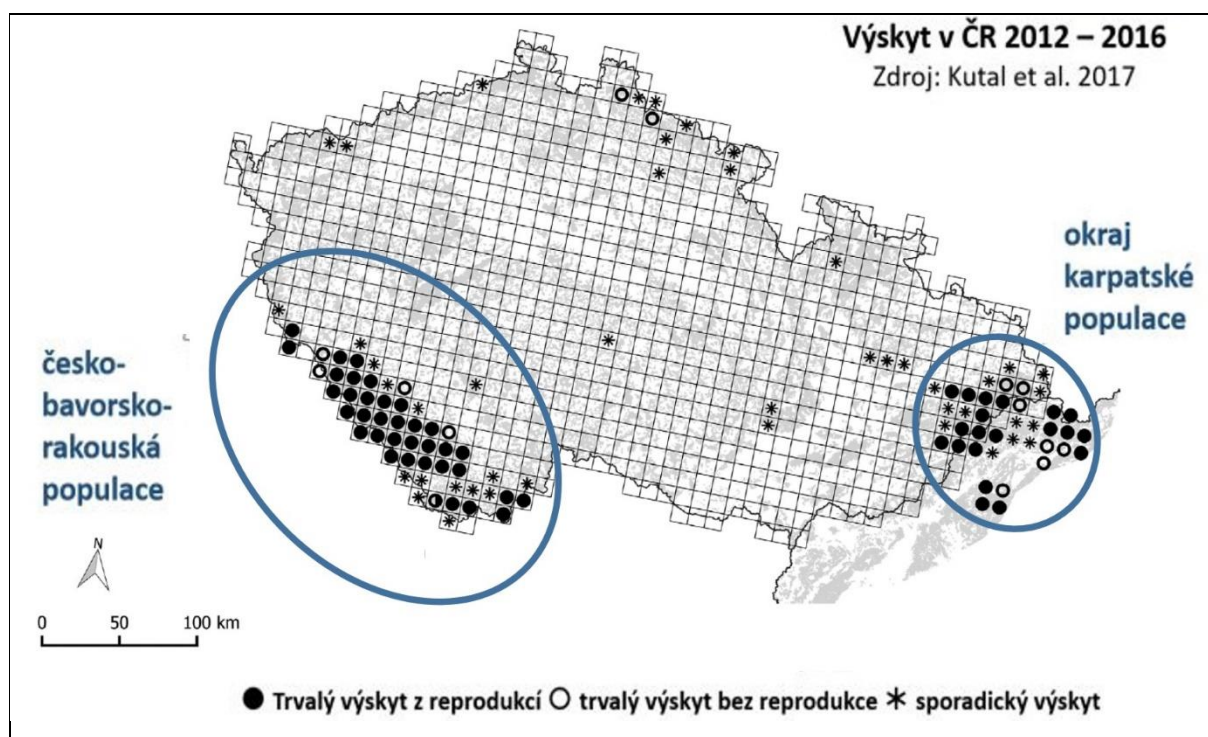 Výskyt v ČR 2012 – 2016
Zdroj: Kutal et al. 2017
okraj
karpatské
populace
česko-
bavorsko-
rakouská
populace
N
0 50 100 km
● Trvalý výskyt z reprodukcí O trvalý výskyt bez reprodukce * sporadický výskyt